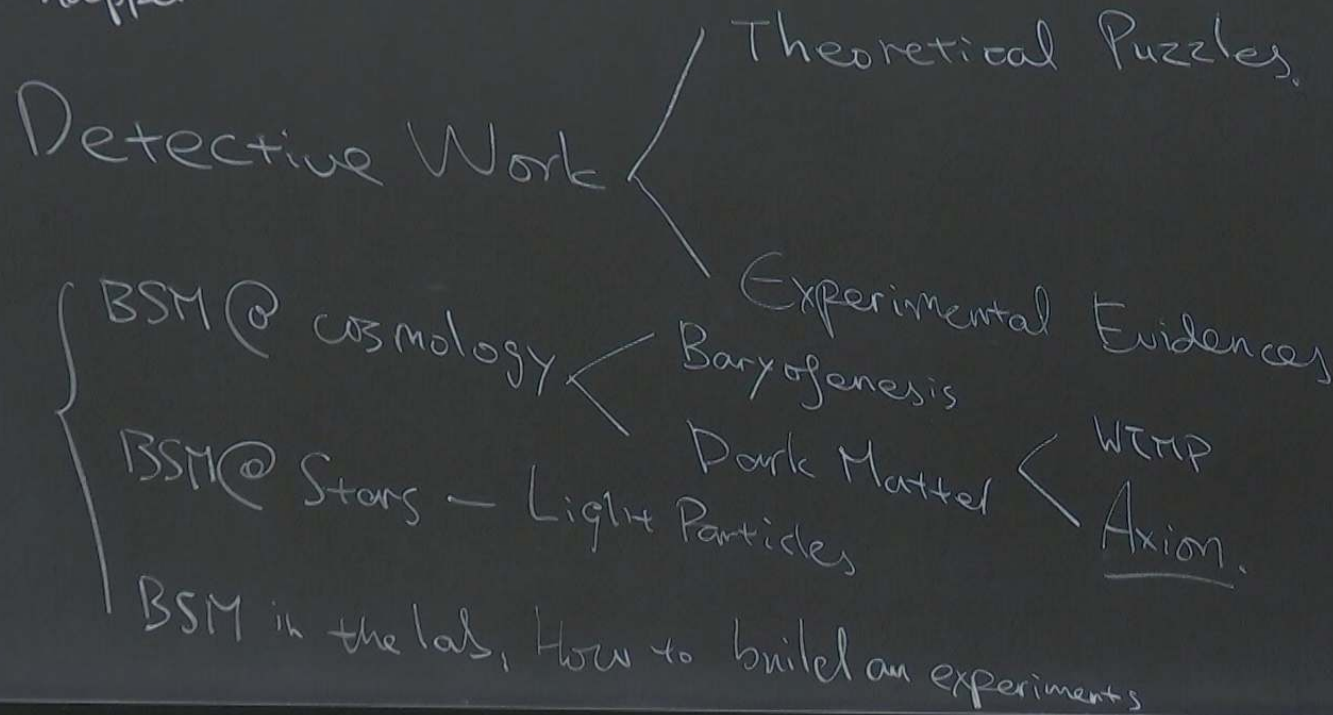 Theoretical Puzzles.
Detective Work
Experimental Evidences
BSM @ cosmology
Baryogenesis
Dark Matter
WIMP
Axion.
BSM@ Stars — Light Particles
BSM in the lab, How to build an experiments